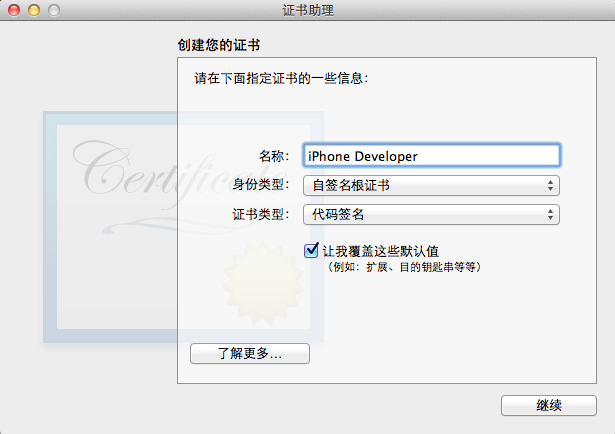 证书助理
创建您的证书
请在下面指定证书的一些信息：
Certificate
名称：
iPhone Developer
身份类型：
自签名根证书
证书类型：
代码签名
让我覆盖这些默认值
（例如：扩展、目的钥匙串等等）
了解更多...
继续